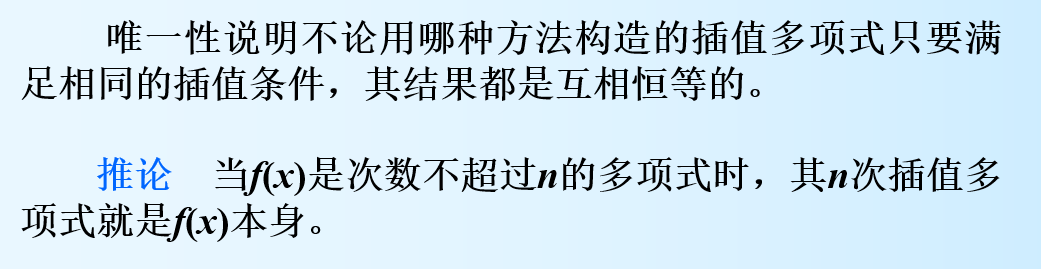 唯一性说明不论用哪种方法构造的插值多项式只要满
足相同的插值条件，其结果都是互相恒等的。
推论 当f(x)是次数不超过n的多项式时，其n次插值多
项式就是f(x)本身。